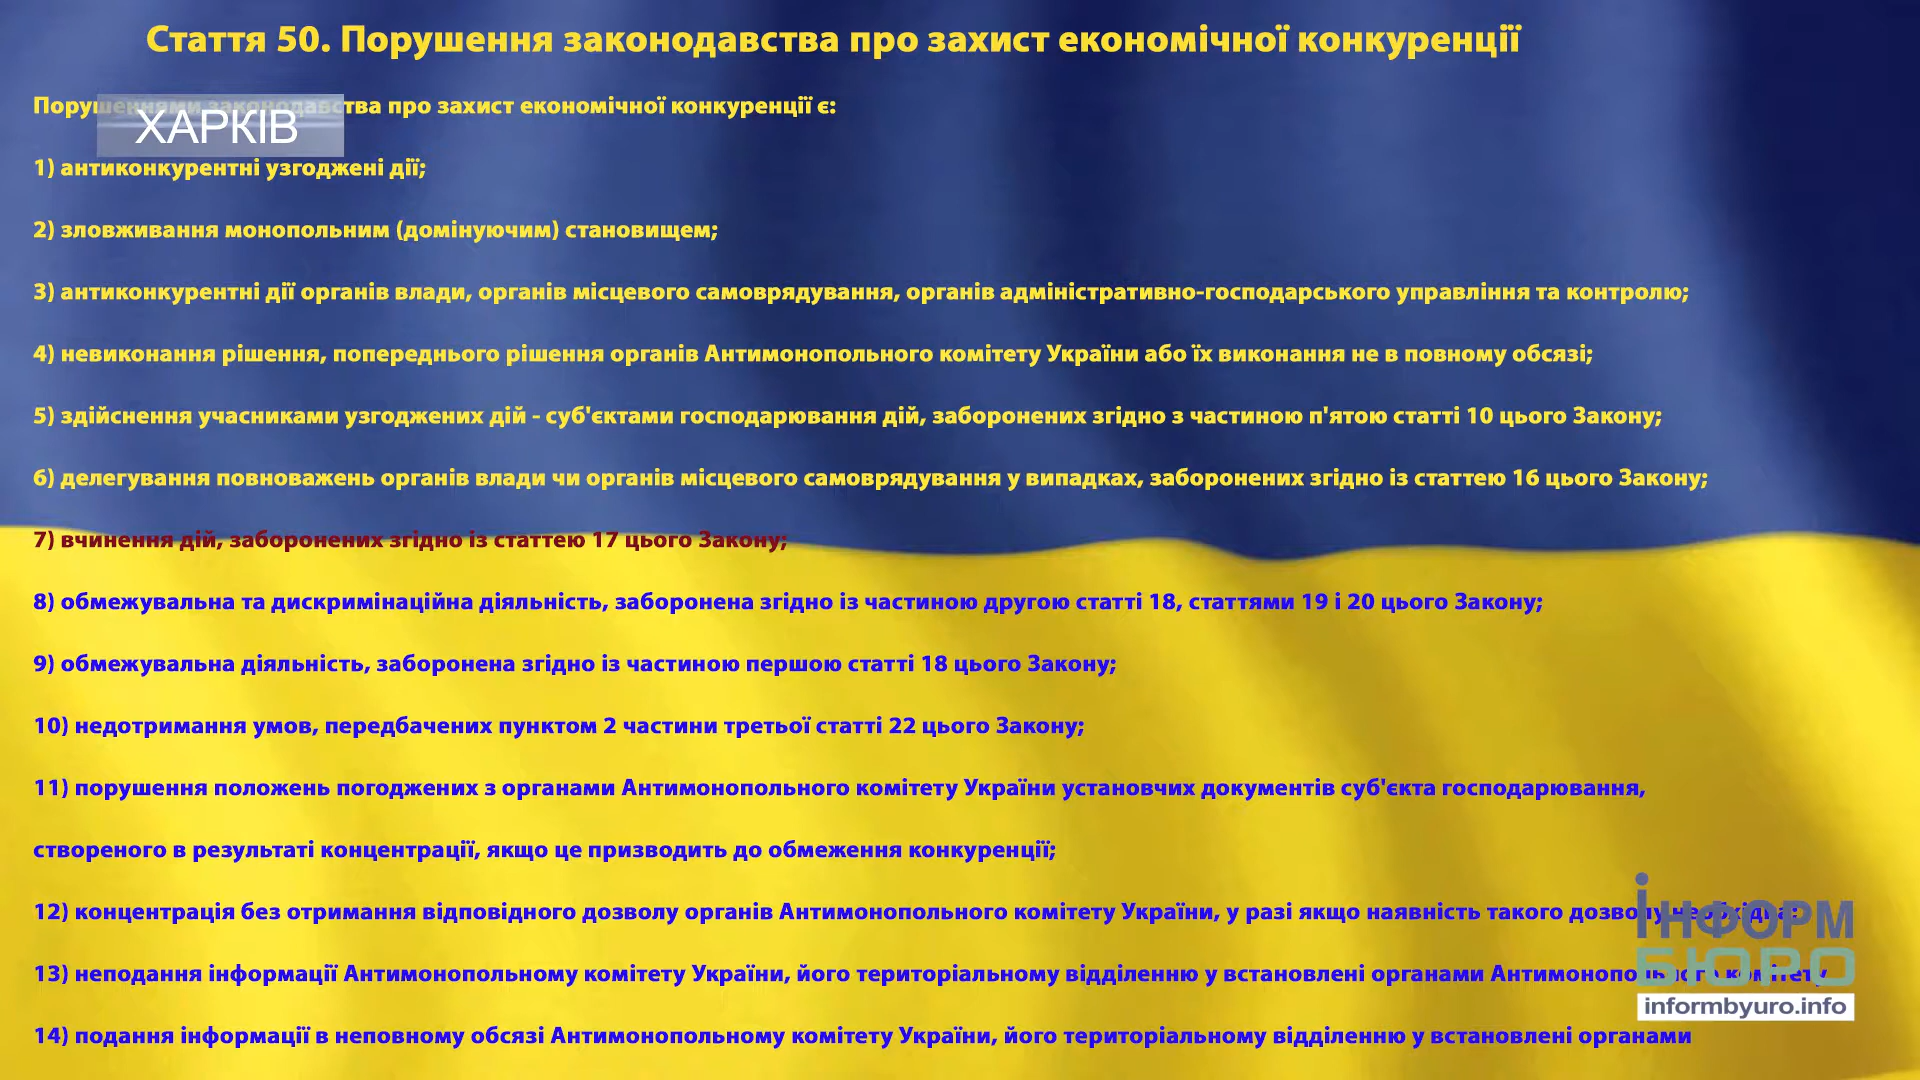 Стаття 50. Порушення законодавства про захист економічної конкуренції
Порушеннями законодавства про захист економічної конкуренції є:
ХАРКІВ
1) антиконкурентні узгоджені дії;
2) зловживання монопольним (домінуючим) становищем;
3) антиконкурентні дії органів влади, органів місцевого самоврядування, органів адміністративно-господарського управління та контролю;
4) невиконання рішення, попереднього рішення органів Антимонопольного комітету України або їх виконання не в повному обсязі;
5) здійснення учасниками узгоджених дій - суб'єктами господарювання дій, заборонених згідно з частиною п'ятою статті 10 цього Закону;
6) делегування повноважень органів влади чи органів місцевого самоврядування у випадках, заборонених згідно із статтею 16 цього Закону;
7) вчинення дій, заборонених згідно із статтею 17 цього Закону;
8) обмежувальна та дискримінаційна діяльність, заборонена згідно із частиною другою статті 18, статтями 19 і 20 цього Закону;
9) обмежувальна діяльність, заборонена згідно із частиною першою статті 18 цього Закону;
10) недотримання умов, передбачених пунктом 2 частини третьої статті 22 цього Закону;
11) порушення положень погоджених з органами Антимонопольного комітету України установчих документів суб'єкта господарювання,
створеного в результаті концентрації, якщо це призводить до обмеження конкуренції;
12) концентрація без отримання відповідного дозволу органів Антимонопольного комітету України, у разі якщо наявність такого дозволу необхідна;
13) неподання інформації Антимонопольному комітету України, його територіальному відділенню у встановлені органами Антимонопольного комітету
14) подання інформації в неповному обсязі Антимонопольному комітету України, його територіальному відділенню у встановлені органами
ІНФОРМ
БЮРО
informbyuro.info